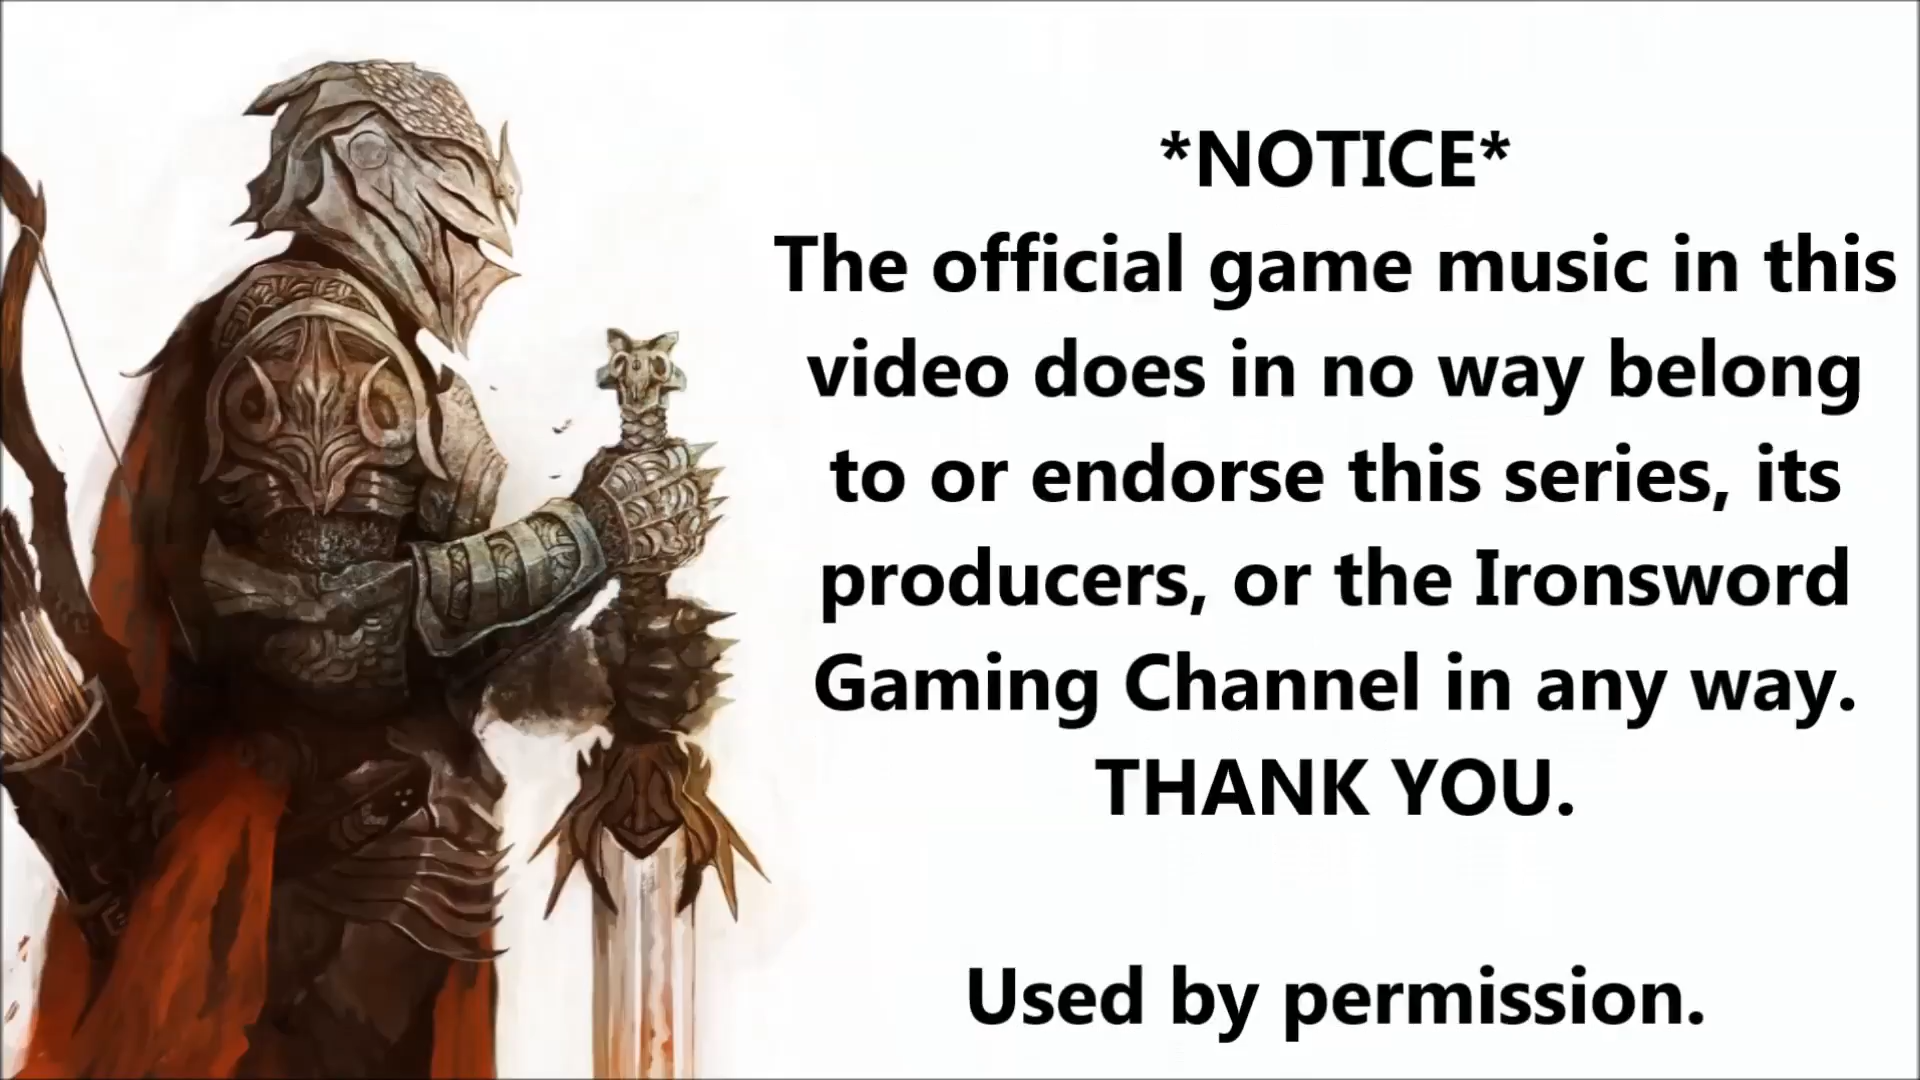 *NOTICE*
The official game music in this
video does in no way belong
to or endorse this series, its
producers, or the Ironsword
Gaming Channel in any way.
THANK YOU.
Used by permission.